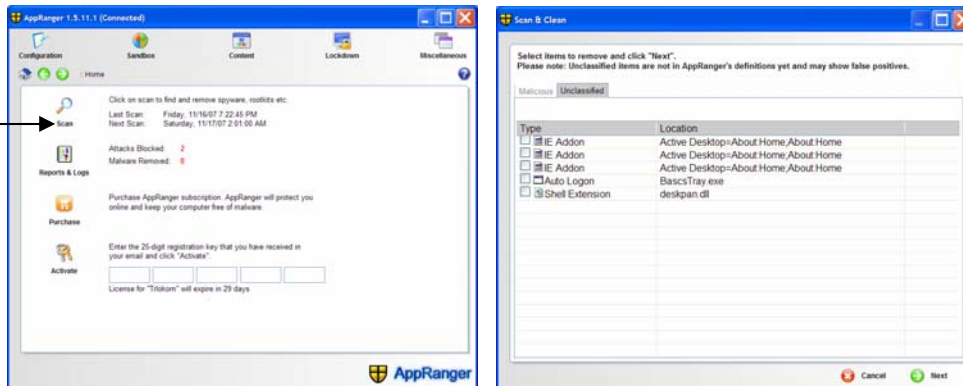 AppRanger 1.5.11.1 (Connected)
Configuration
Sandbox
Content
Lockdown
Miscellaneous
: Home
Scan
Click on scan to find and remove spyware, rootkits etc.
Last Scan: Friday, 11/16/07 7:22:45 PM
Next Scan: Saturday, 11/17/07 2:01:00 AM
Reports & Logs
Attacks Blocked: 2
Malware Removed: 0
Purchase
Purchase AppRanger subscription. AppRanger will protect you
online and keep your computer free of malware.
Activate
Enter the 25-digit registration key that you have received in
your email and click "Activate".
License for "Trilokom" will expire in 29 days
AppRanger
Scan & Clean
Select items to remove and click "Next".
Please note: Unclassified items are not in AppRanger's definitions yet and may show false positives.
Malicious Unclassified
Type Location
IE Addon Active Desktop=About:Home;About:Home
IE Addon Active Desktop=About:Home;About:Home
IE Addon Active Desktop=About:Home;About:Home
Auto Logon BascsTray.exe
Shell Extension deskpan.dll
Cancel Next